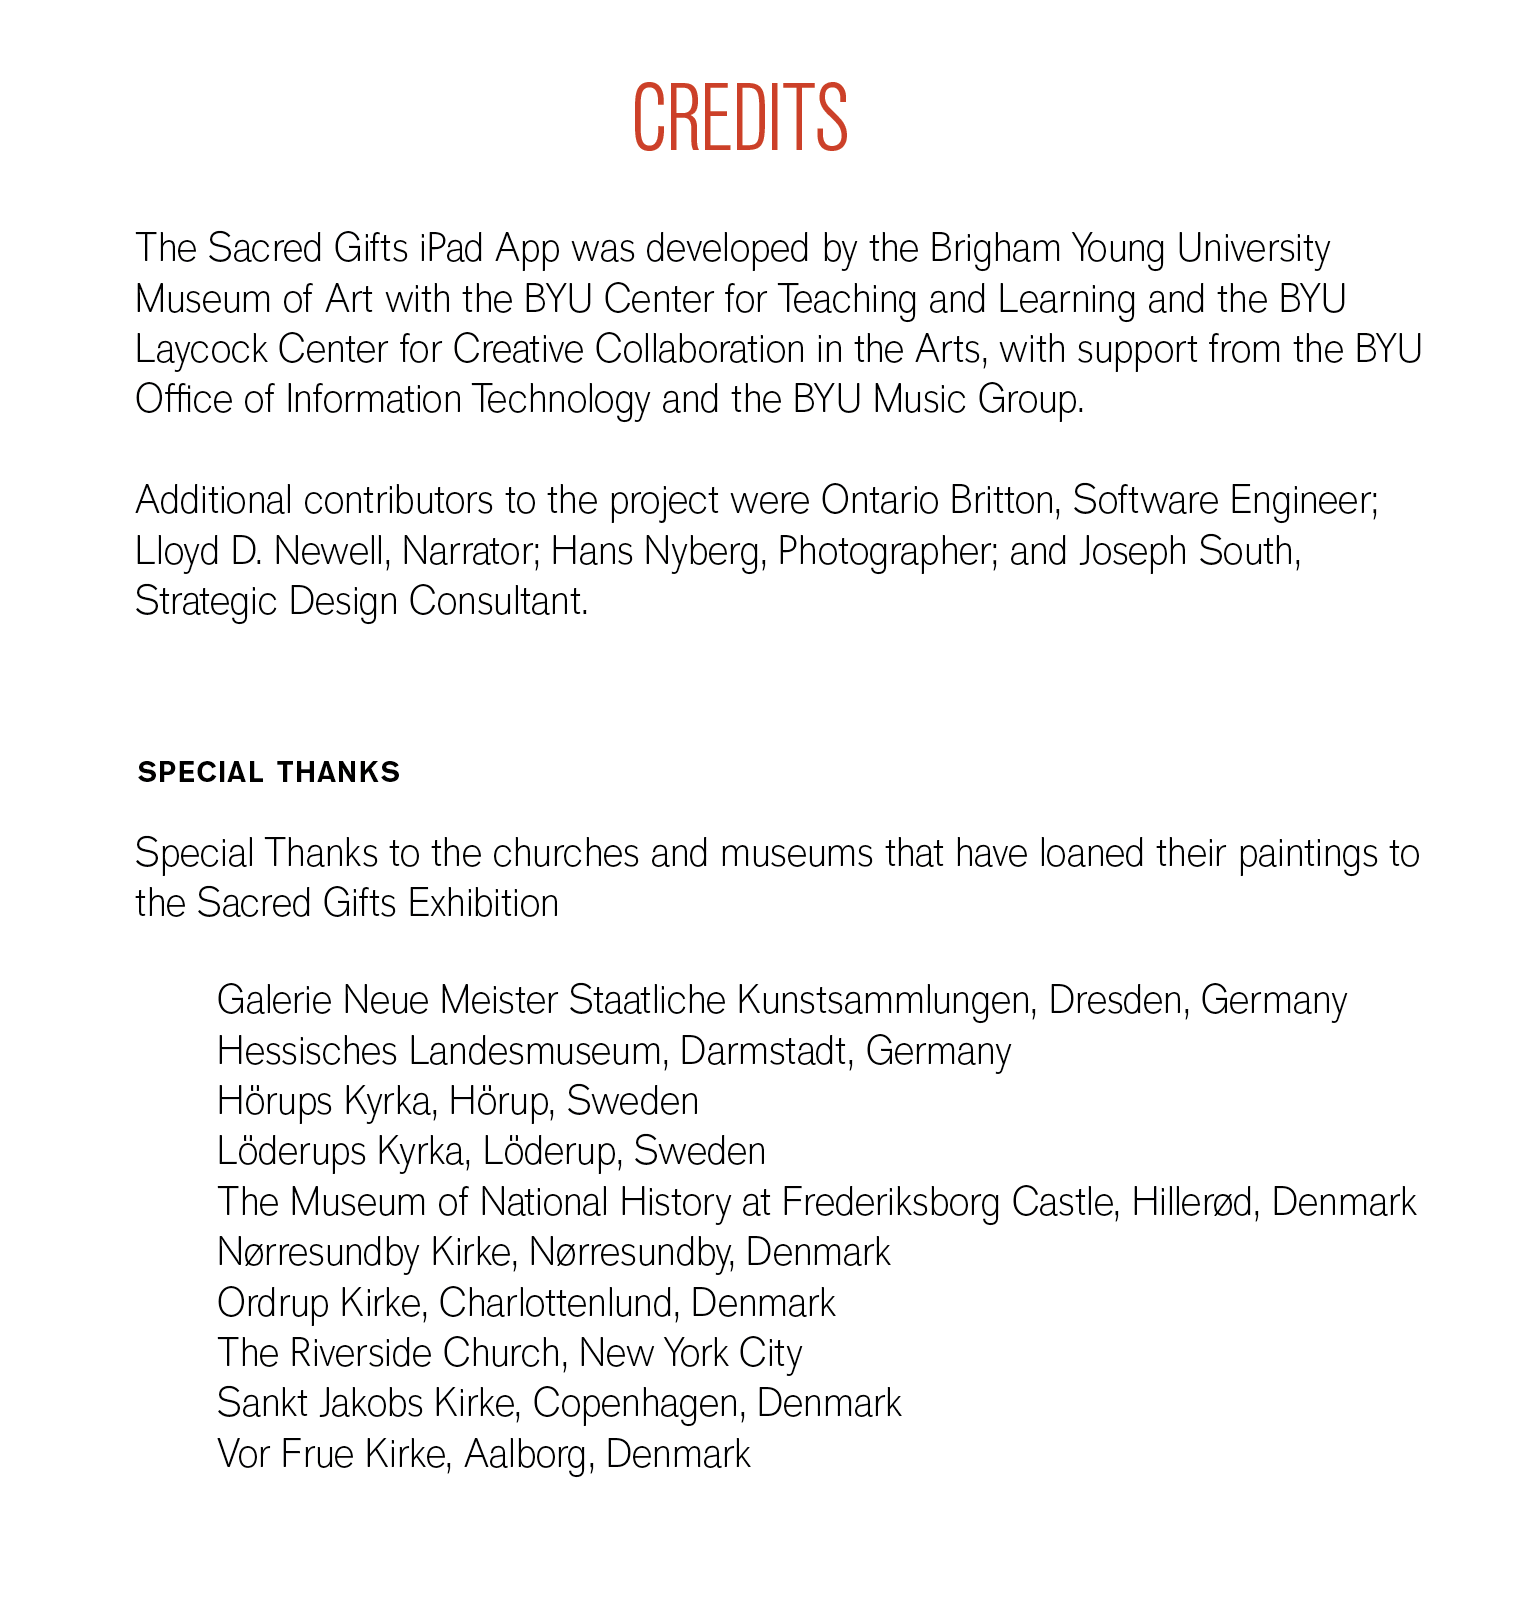 CREDITS
The Sacred Gifts iPad App was developed by the Brigham Young University
Museum of Art with the BYU Center for Teaching and Learning and the BYU
Laycock Center for Creative Collaboration in the Arts, with support from the BYU
Office of Information Technology and the BYU Music Group.
Additional contributors to the project were Ontario Britton, Software Engineer;
Lloyd D. Newell, Narrator; Hans Nyberg, Photographer; and Joseph South,
Strategic Design Consultant.
SPECIAL THANKS
Special Thanks to the churches and museums that have loaned their paintings to
the Sacred Gifts Exhibition
Galerie Neue Meister Staatliche Kunstsammlungen, Dresden, Germany
Hessisches Landesmuseum, Darmstadt, Germany
Hörups Kyrka, Hörup, Sweden
Löderups Kyrka, Löderup, Sweden
The Museum of National History at Frederiksborg Castle, Hillerød, Denmark
Nørresundby Kirke, Nørresundby, Denmark
Ordrup Kirke, Charlottenlund, Denmark
The Riverside Church, New York City
Sankt Jakobs Kirke, Copenhagen, Denmark
Vor Frue Kirke, Aalborg, Denmark